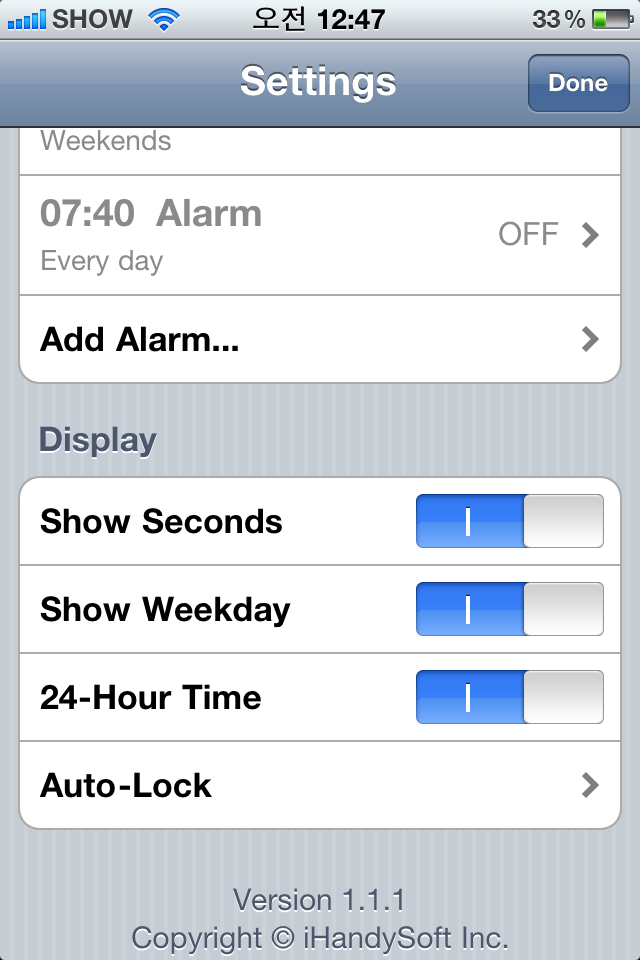 SHOW 오전 12:47 33%
Settings
Done
Weekends
07:40 Alarm
OFF
Every day
Add Alarm...
Display
Show Seconds
Show Weekday
24-Hour Time
Auto-Lock
Version 1.1.1
Copyright © iHandySoft Inc.